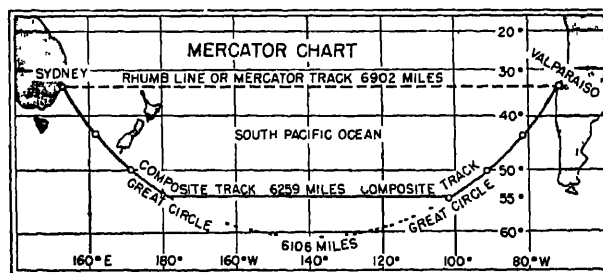 MERCATOR CHART
20°
SYDNEY
RHUMB LINE OR MERCATOR TRACK 6902 MILES
30°
VALPARAISO
40°
SOUTH PACIFIC OCEAN
50°
COMPOSITE TRACK 6259 MILES COMPOSITE TRACK
55°
GREAT CIRCLE
GREAT CIRCLE
6106 MILES
60°
160°E 180° 160°W 140° 120° 100° 80°W